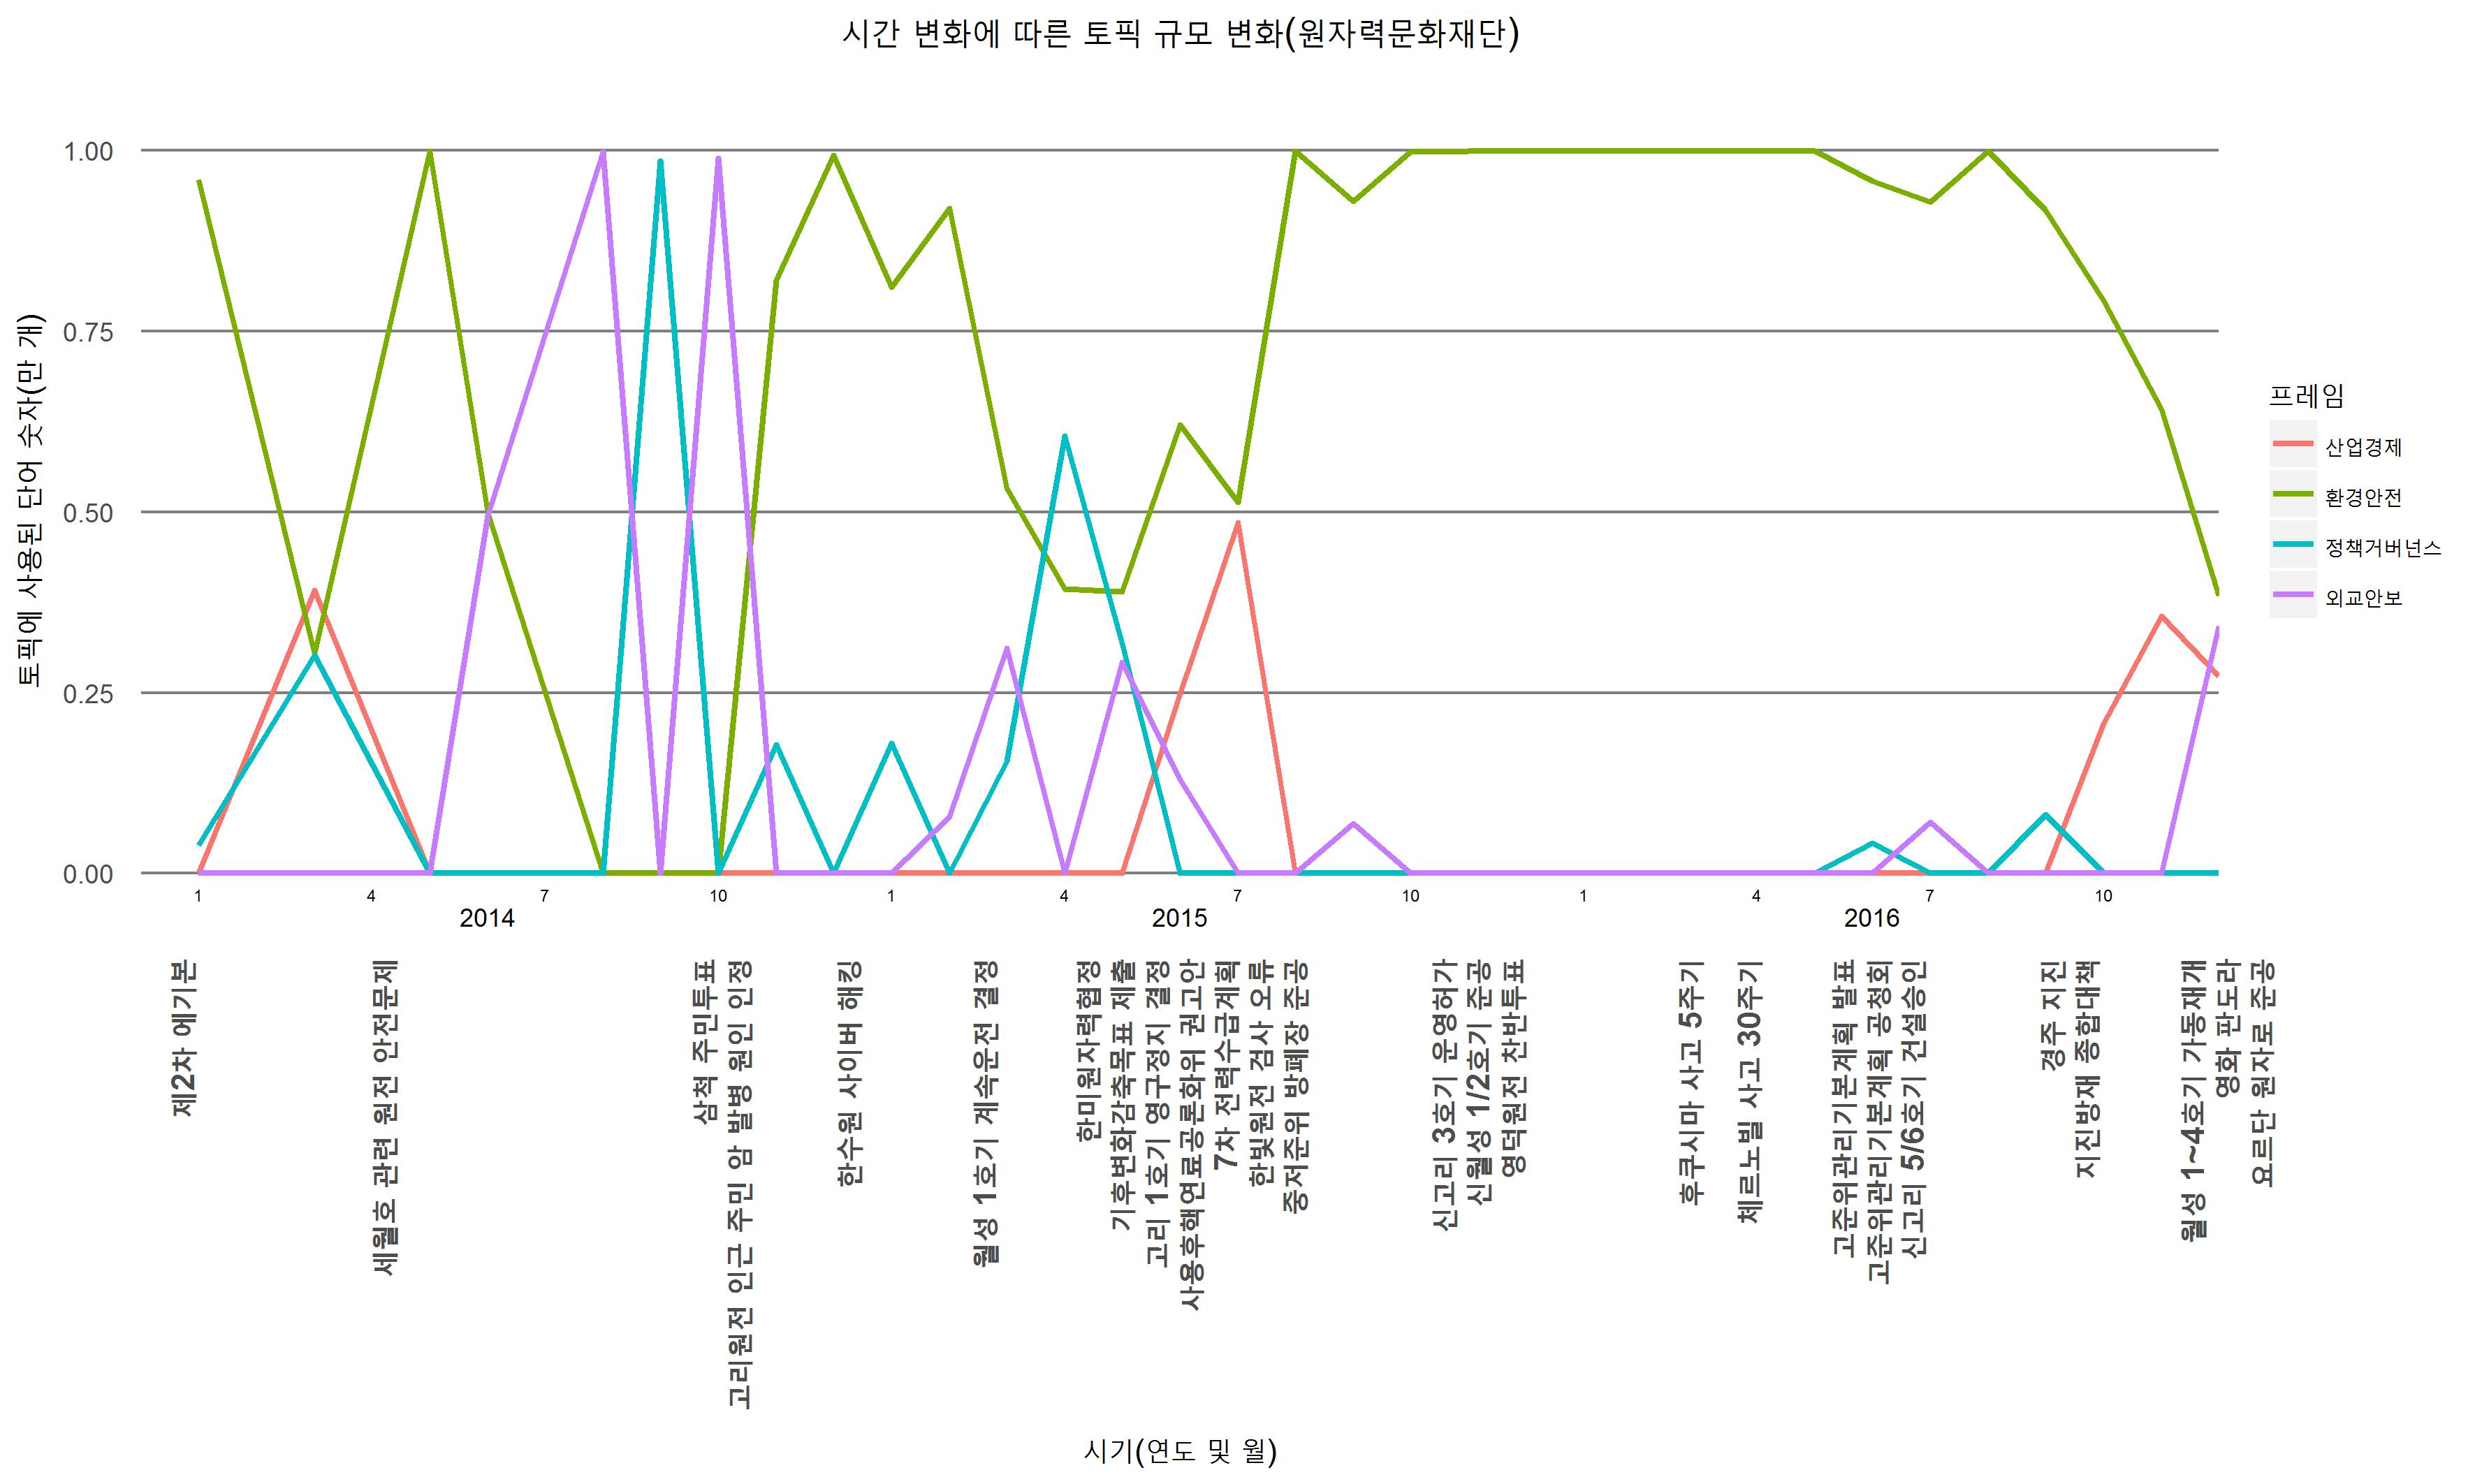 시간 변화에 따른 토픽 규모 변화(원자력문화재단)
토픽에 사용된 단어 숫자(만 개)
1.00
0.75
0.50
0.25
0.00
1
4
7
10
1
4
7
10
1
4
7
10
2014
2015
2016
제2차 에기본
세월호 관련 원전 안전문제
삼척 주민투표
고리원전 인근 주민 암 발병 원인 인정
한수원 사이버 해킹
월성 1호기 계속운전 결정
한미원자력협정
기후변화감축목표 제출
고리 1호기 영구정지 결정
사용후핵연료공론화위 권고안
7차 전력수급계획
한빛원전 검사 오류
중저준위 방폐장 준공
신고리 3호기 운영허가
신월성 1/2호기 준공
영덕원전 찬반투표
후쿠시마 사고 5주기
체르노빌 사고 30주기
고준위관리기본계획 발표
고준위관리기본계획 공청회
신고리 5/6호기 건설승인
경주 지진
지진방재 종합대책
월성 1~4호기 가동재개
영화 판도라
요르단 원자로 준공
시기(연도 및 월)
프레임
산업경제
환경안전
정책거버넌스
외교안보